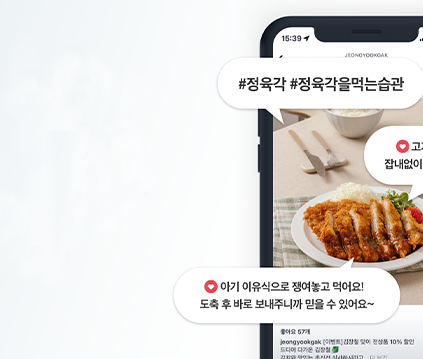 15:39
JEONGYOOKGAK
#정육각 #정육각을먹는습관
고기
잡내없이
아기 이유식으로 쟁여놓고 먹어요!
도축 후 바로 보내주니까 믿을 수 있어요~
좋아요 57개
jeongyookgak [이벤트] 김장철 맞이 전상품 10% 할인
드디어 다가온 김장철